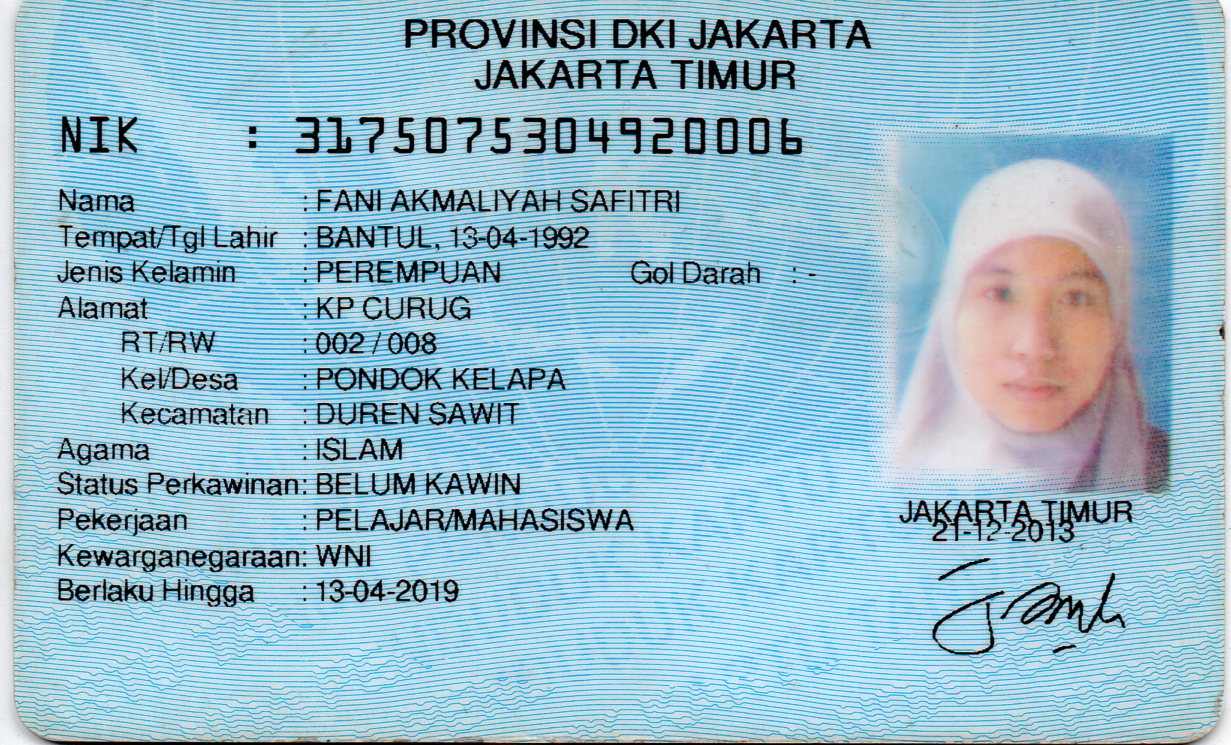 PROVINSI DKI JAKARTA
JAKARTA TIMUR
NIK : 3175075304920006
Nama : FANI AKMALIYAH SAFITRI
Tempat/Tgl Lahir : BANTUL, 13-04-1992
Jenis Kelamin : PEREMPUAN Gol Darah : -
Alamat : KP CURUG
RT/RW : 002 / 008
Kel/Desa : PONDOK KELAPA
Kecamatan : DUREN SAWIT
Agama : ISLAM
Status Perkawinan: BELUM KAWIN
Pekerjaan : PELAJAR/MAHASISWA
Kewarganegaraan: WNI
Berlaku Hingga : 13-04-2019
JAKARTA TIMUR
21-12-2013